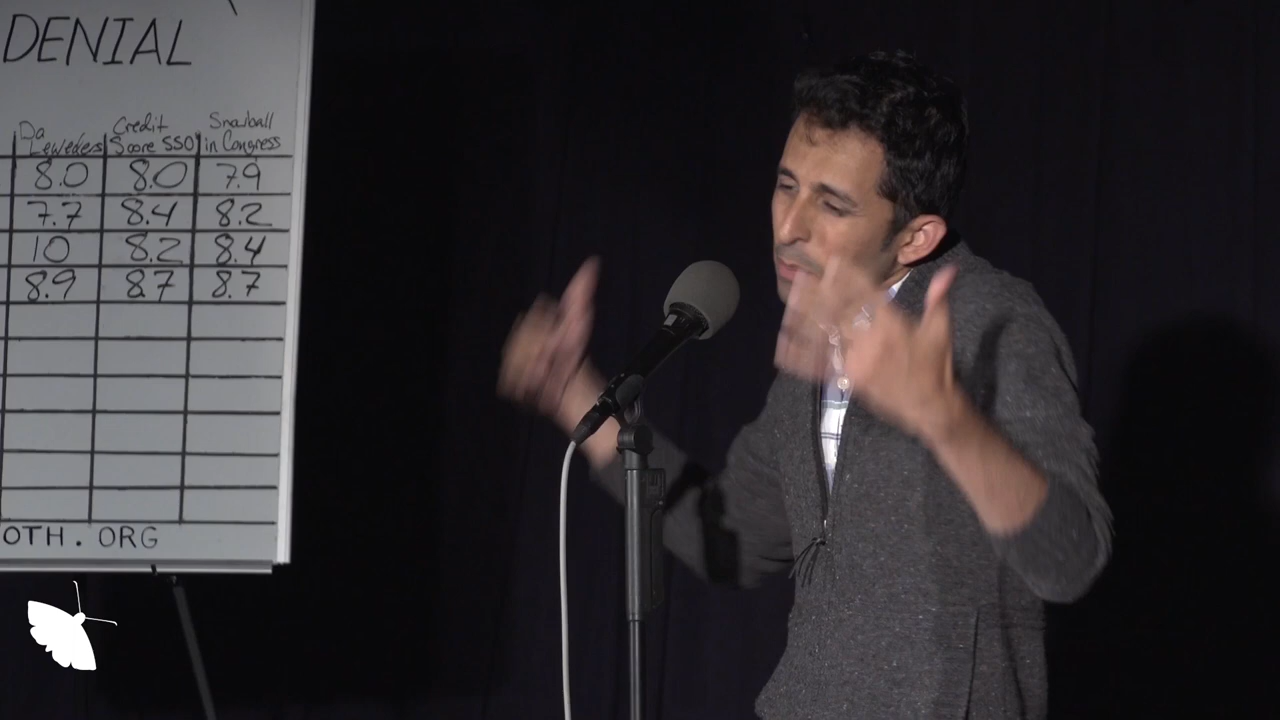 DENIAL
Da Credit Snowball
Leweders Score 550 in Congress
8.0 8.0 7.9
7.7 8.4 8.2
10 8.2 8.4
8.9 8.7 8.7
OTH.ORG